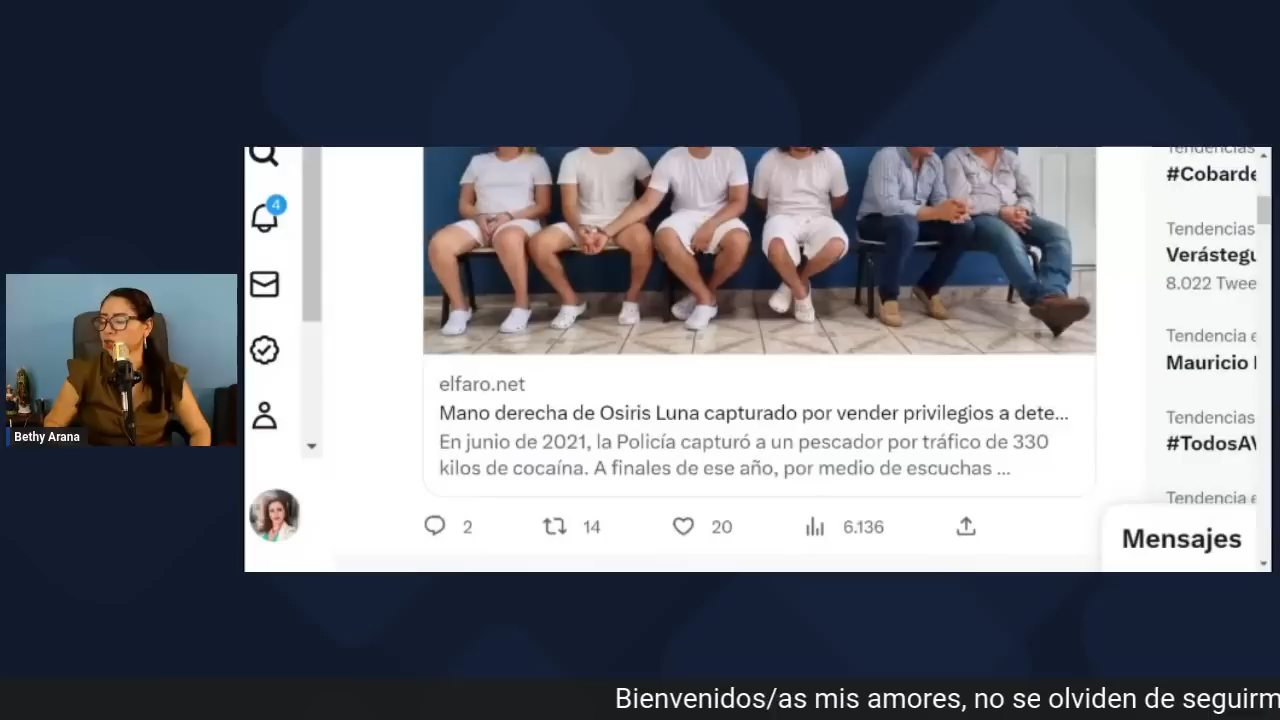 Tendencias
#Cobarde
4
Tendencias
Verástegu
8.022 Twee
Tendencia e
Mauricio
#TodosAV
Tendencias
Tendencia e
elfaro.net
Mano derecha de Osiris Luna capturado por vender privilegios a dete...
En junio de 2021, la Policía capturó a un pescador por tráfico de 330
kilos de cocaína. A finales de ese año, por medio de escuchas ...
2 14 20 6.136
Mensajes
Bethy Arana
Bienvenidos/as mis amores, no se olviden de seguirm